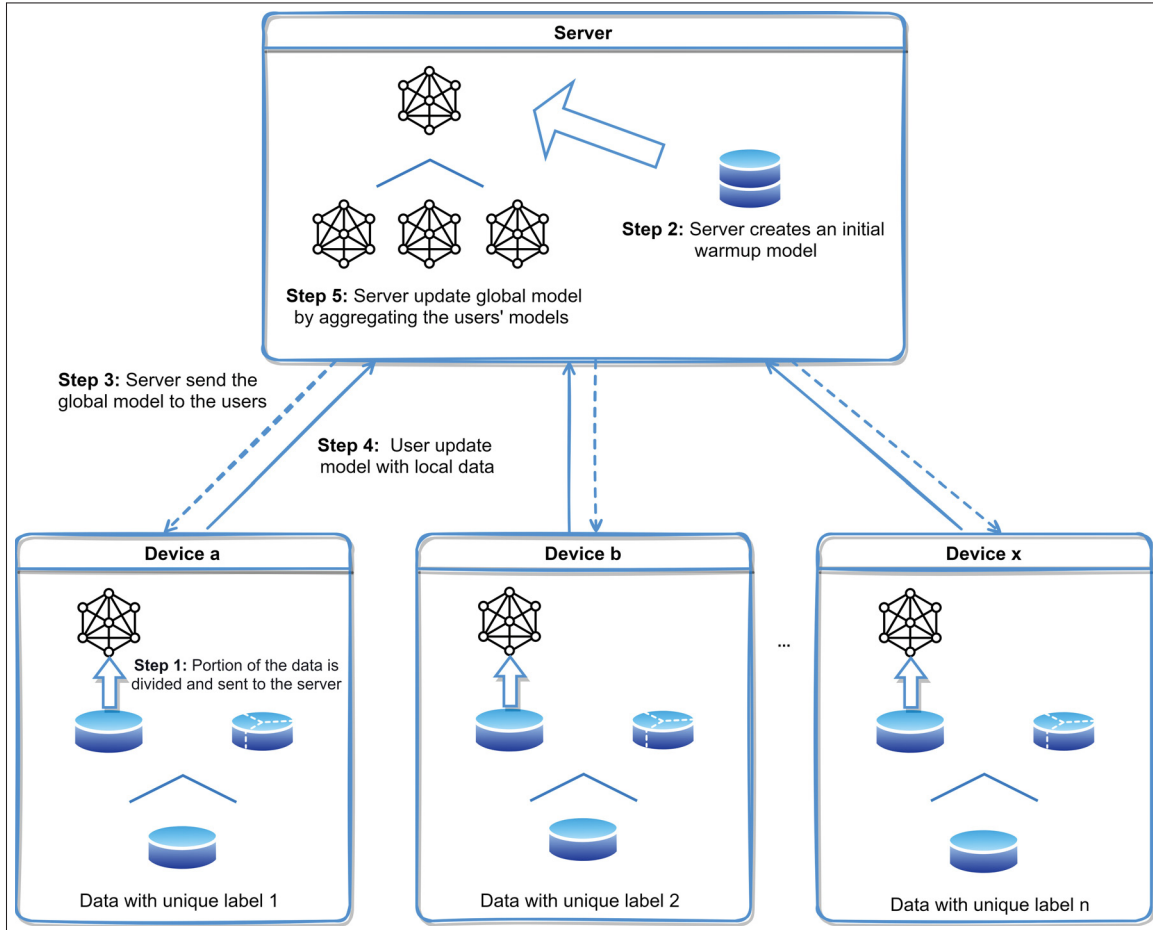 Server
Step 2: Server creates an initial
warmup model
Step 5: Server update global model
by aggregating the users' models
Step 3: Server send the
global model to the users
Step 4: User update
model with local data
Device a
Device b
Device x
Step 1: Portion of the data is
divided and sent to the server
...
Data with unique label 1
Data with unique label 2
Data with unique label n